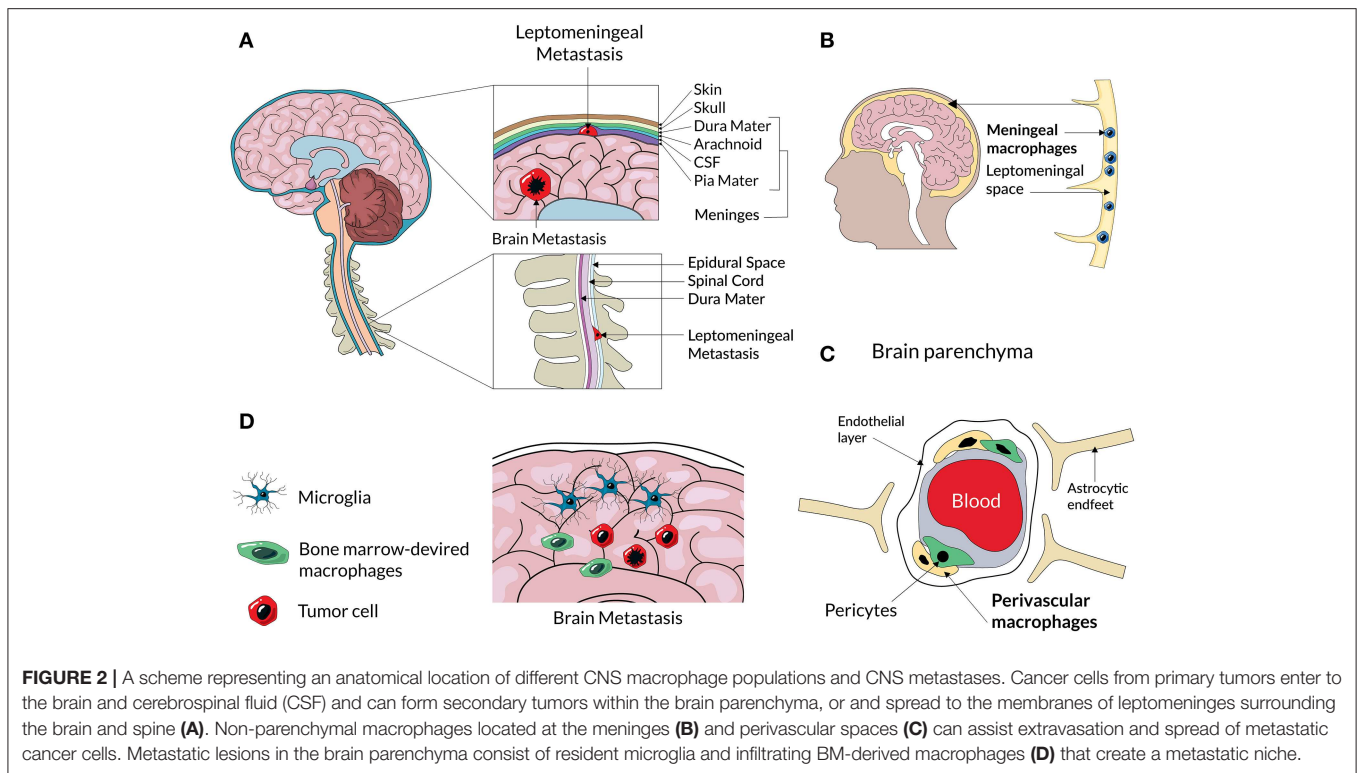 A
Leptomeningeal
Metastasis
Skin
Skull
Dura Mater
Arachnoid
CSF
Pia Mater
Meninges
Brain Metastasis
Epidural Space
Spinal Cord
Dura Mater
Leptomeningeal
Metastasis
B
Meningeal
macrophages
Leptomeningal
space
C Brain parenchyma
Endothelial
layer
Blood
Astrocytic
endfeet
Pericytes
Perivascular
macrophages
D
Microglia
Bone marrow-devired
macrophages
Tumor cell
Brain Metastasis
FIGURE 2 | A scheme representing an anatomical location of different CNS macrophage populations and CNS metastases. Cancer cells from primary tumors enter to
the brain and cerebrospinal fluid (CSF) and can form secondary tumors within the brain parenchyma, or and spread to the membranes of leptomeninges surrounding
the brain and spine (A). Non-parenchymal macrophages located at the meninges (B) and perivascular spaces (C) can assist extravasation and spread of metastatic
cancer cells. Metastatic lesions in the brain parenchyma consist of resident microglia and infiltrating BM-derived macrophages (D) that create a metastatic niche.